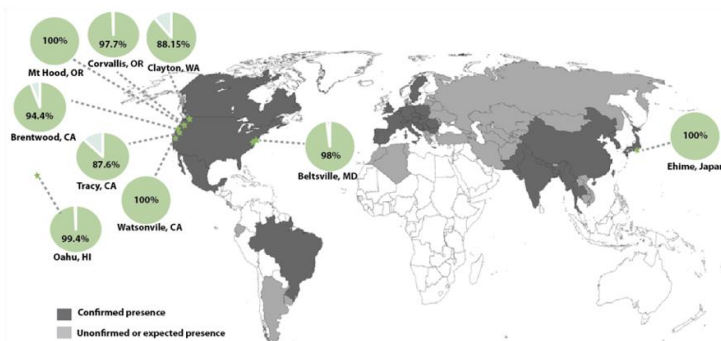 100%
Mt Hood, OR
97.7%
Corvallis, OR
88.15%
Clayton, WA
94.4%
Brentwood, CA
87.6%
Tracy, CA
100%
Watsonvile, CA
99.4%
Oahu, HI
98%
Beltsville, MD
100%
Ehime, Japan
Confirmed presence
Unonfirmed or expected presence